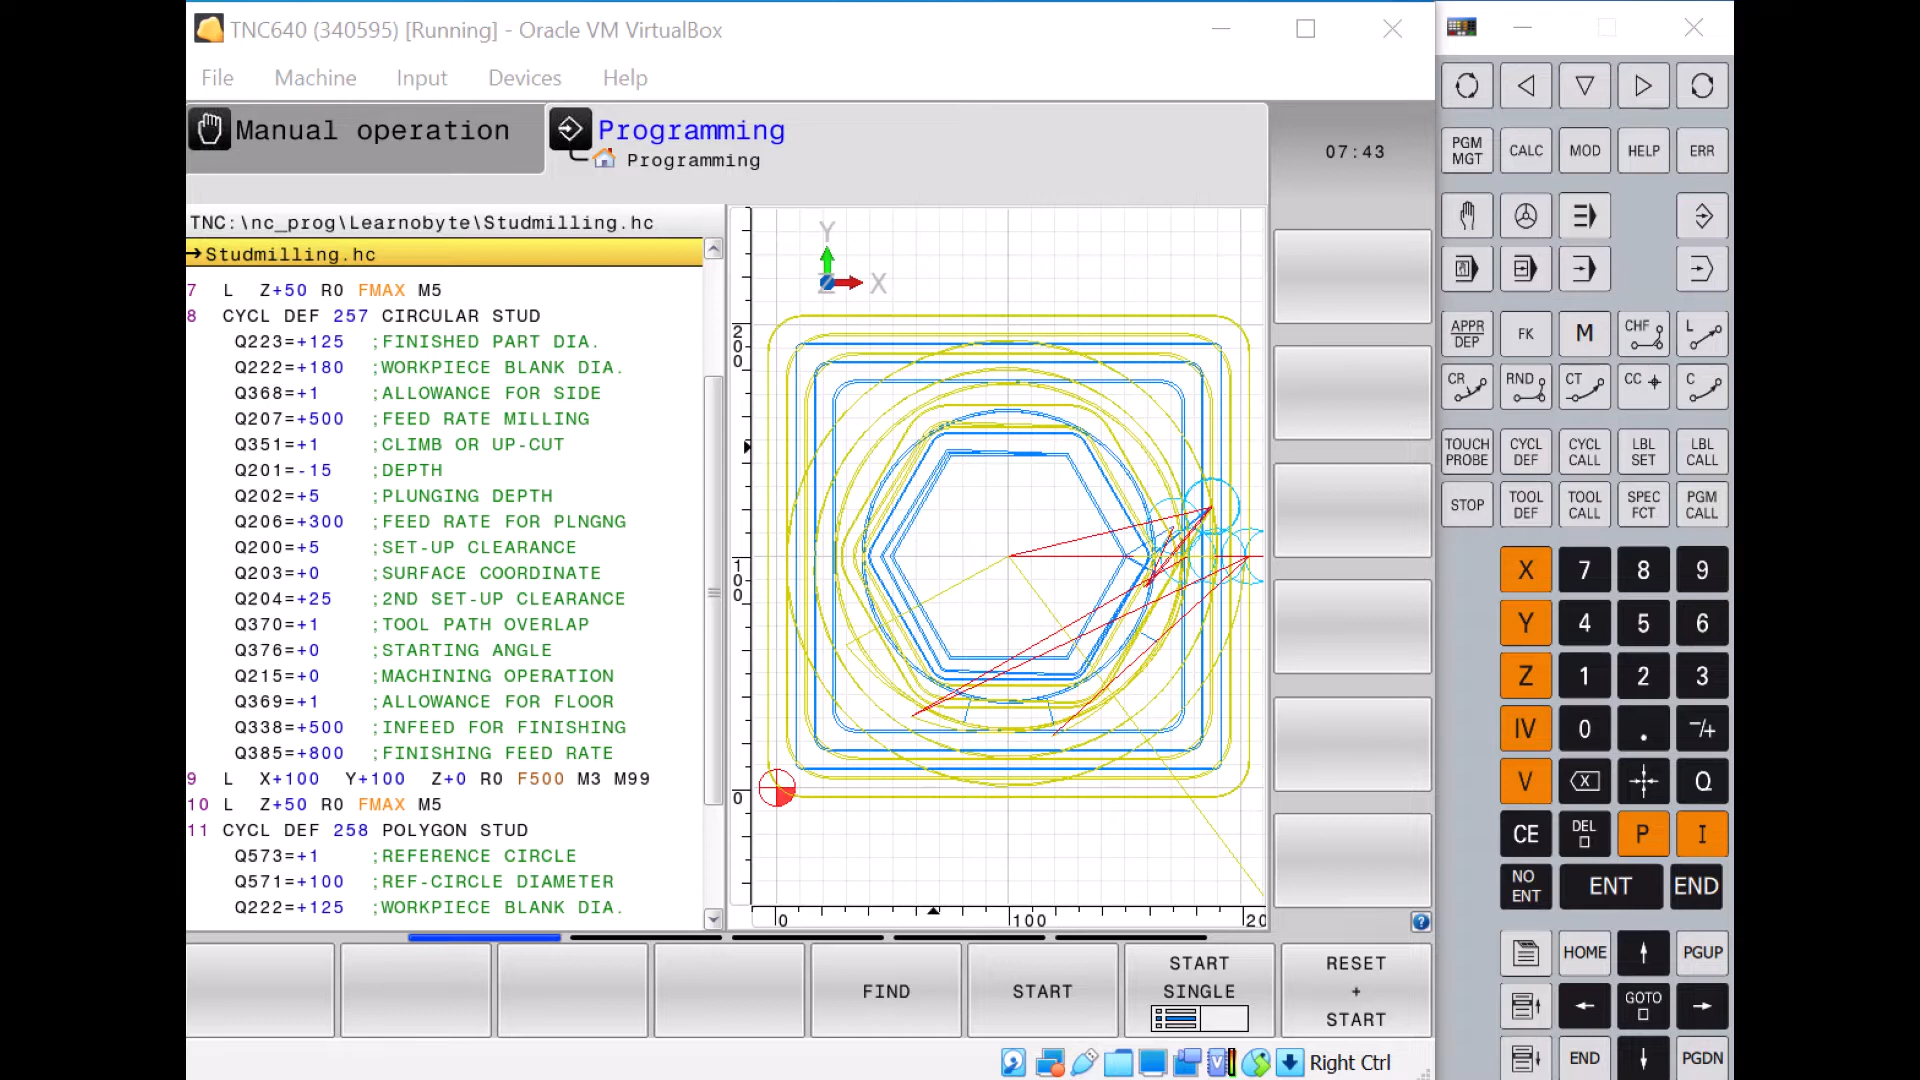 TNC640 (340595) [Running] - Oracle VM VirtualBox
File Machine Input Devices Help
Manual operation
Programming
Programming
07:43
TNC:\nc_prog\Learnobyte\Studmilling.hc
→Studmilling.hc
7 L Z+50 R0 FMAX M5
8 CYCL DEF 257 CIRCULAR STUD
Q223=+125 ;FINISHED PART DIA.
Q222=+180 ;WORKPIECE BLANK DIA.
Q368=+1 ;ALLOWANCE FOR SIDE
Q207=+500 ;FEED RATE MILLING
Q351=+1 ;CLIMB OR UP-CUT
Q201=-15 ;DEPTH
Q202=+5 ;PLUNGING DEPTH
Q206=+300 ;FEED RATE FOR PLNGNG
Q200=+5 ;SET-UP CLEARANCE
Q203=+0 ;SURFACE COORDINATE
Q204=+25 ;2ND SET-UP CLEARANCE
Q370=+1 ;TOOL PATH OVERLAP
Q376=+0 ;STARTING ANGLE
Q215=+0 ;MACHINING OPERATION
Q369=+1 ;ALLOWANCE FOR FLOOR
Q338=+500 ;INFEED FOR FINISHING
Q385=+800 ;FINISHING FEED RATE
9 L X+100 Y+100 Z+0 R0 F500 M3 M99
10 L Z+50 R0 FMAX M5
11 CYCL DEF 258 POLYGON STUD
Q573=+1 ;REFERENCE CIRCLE
Q571=+100 ;REF-CIRCLE DIAMETER
Q222=+125 ;WORKPIECE BLANK DIA.
Y
Z X
200
100
0
0 100 20
FIND
START
START
SINGLE
RESET
+
START
Right Ctrl
PGM
MGT
CALC
MOD
HELP
ERR
APPR
DEP
FK
M
CHF
L
CR
RND
CT
CC
C
TOUCH
PROBE
CYCL
DEF
CYCL
CALL
LBL
SET
LBL
CALL
STOP
TOOL
DEF
TOOL
CALL
SPEC
FCT
PGM
CALL
X 7 8 9
Y 4 5 6
Z 1 2 3
IV 0 . -/+
V Q
CE
DEL
P I
NO
ENT
ENT
END
HOME
PGUP
GOTO
END
PGDN